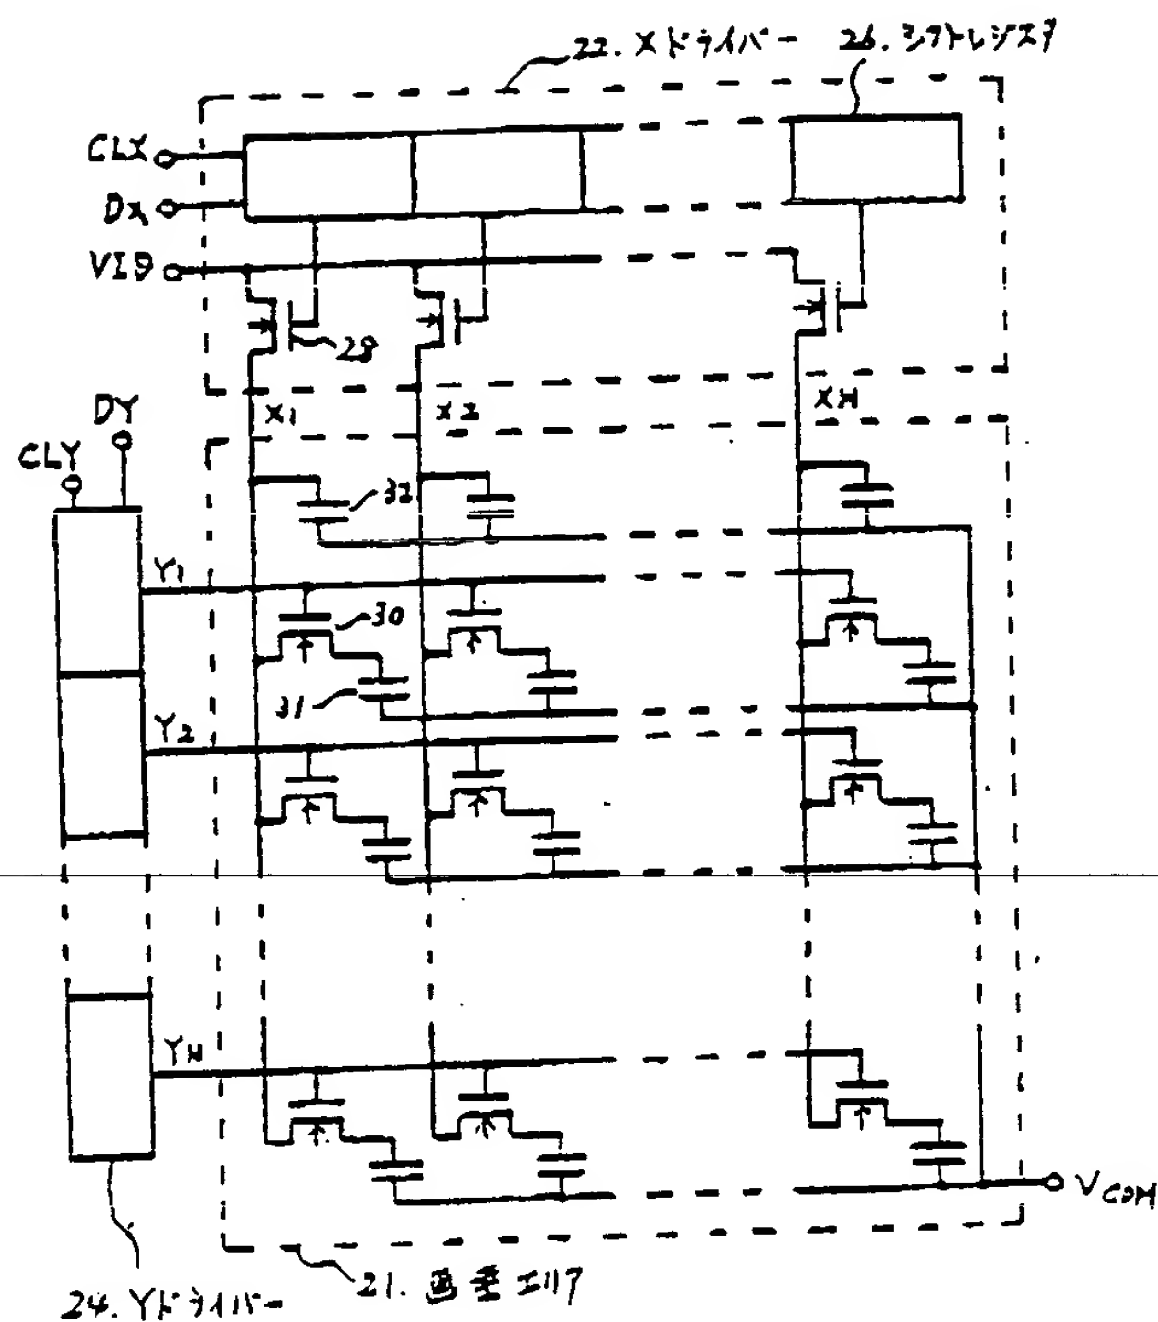 22. Xドライバー 26. シフトレジスタ
CLX
DX
VID
28
X1 X2 XM
DY
CLY
32
Y1
30
31
Y2
YN
VCOM
21. 画素エリア
24. Yドライバー